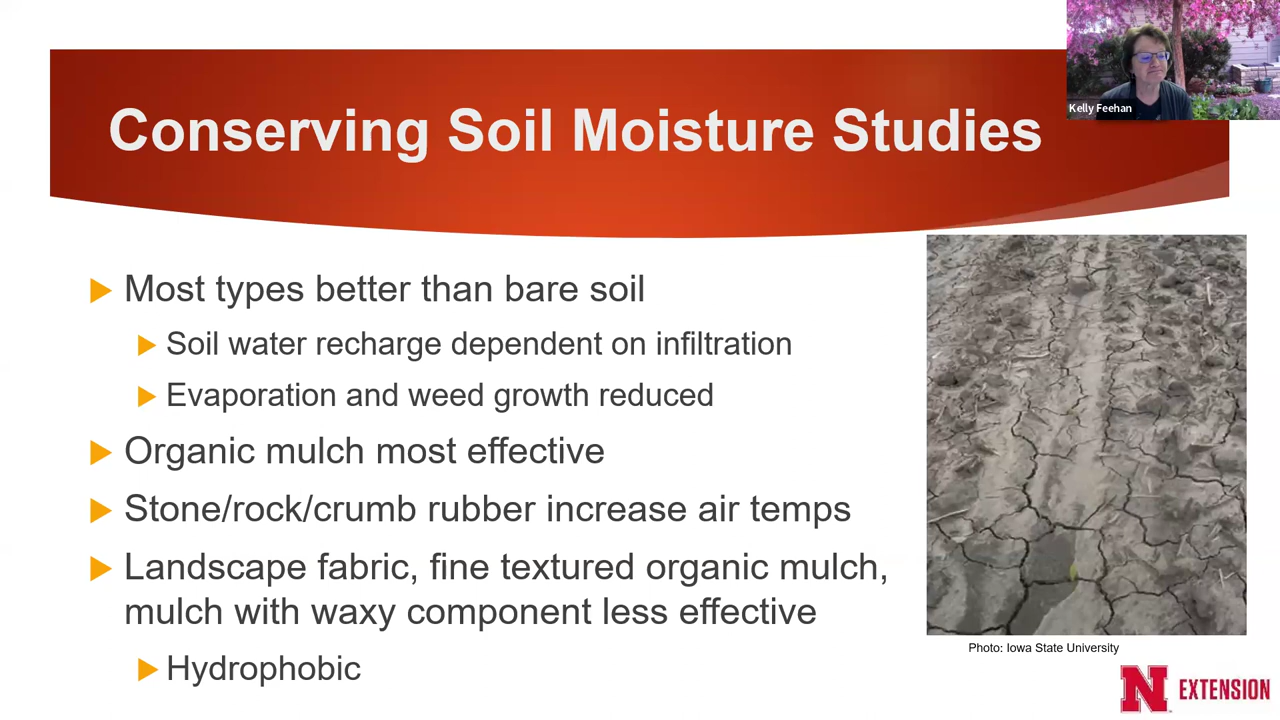 Kelly Feehan
Conserving Soil Moisture Studies
Most types better than bare soil
Soil water recharge dependent on infiltration
Evaporation and weed growth reduced
Organic mulch most effective
Stone/rock/crumb rubber increase air temps
Landscape fabric, fine textured organic mulch,
mulch with waxy component less effective
Hydrophobic
Photo: Iowa State University
N EXTENSION